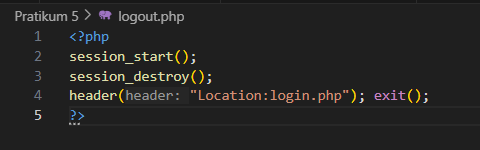 Pratikum 5 > logout.php
1 <?php
2 session_start();
3 session_destroy();
4 header(header: "Location:login.php"); exit();
5 ?>